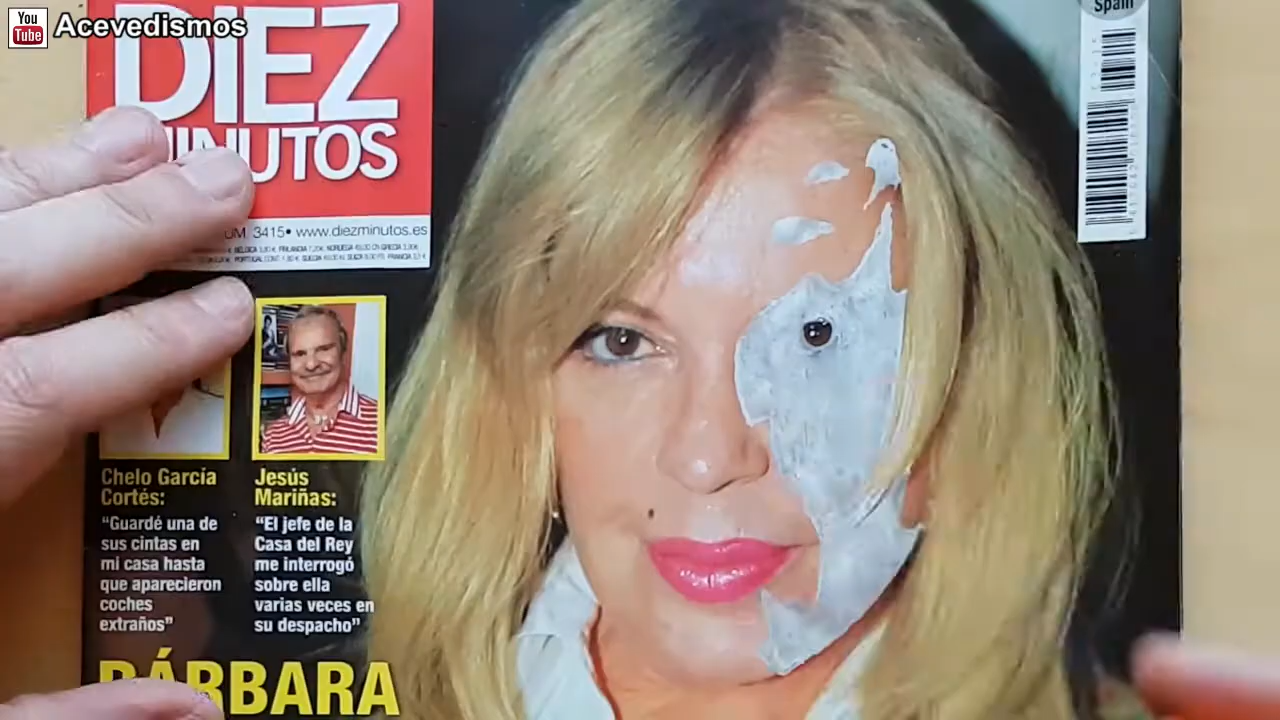 You
Tube
Acevedismos
Spain
DIEZ
MINUTOS
3415• www.diezminutos.es
Chelo García
Cortés:
"Guardé una de
sus cintas en
mi casa hasta
que aparecieron
coches
extraños"
Jesús
Mariñas:
"El jefe de la
Casa del Rey
me interrogó
sobre ella
varias veces en
su despacho"
BÁRBARA